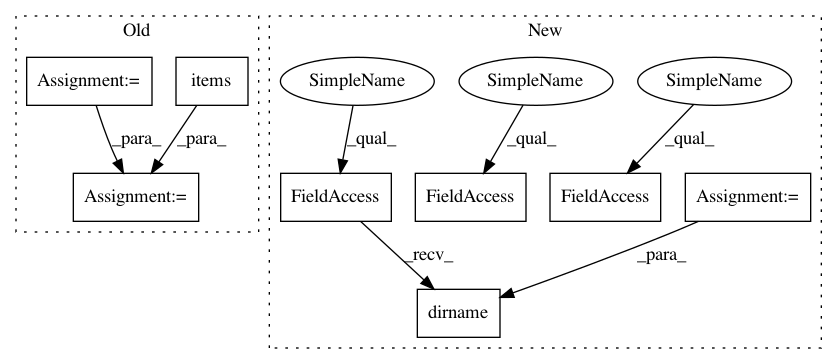 Old
New
Assignment:=
items
SimpleName
SimpleName
SimpleName
_para_
_para_
_qual_
_qual_
_qual_
Assignment:=
FieldAccess
FieldAccess
FieldAccess
Assignment:=
_recv_
_para_
dirname